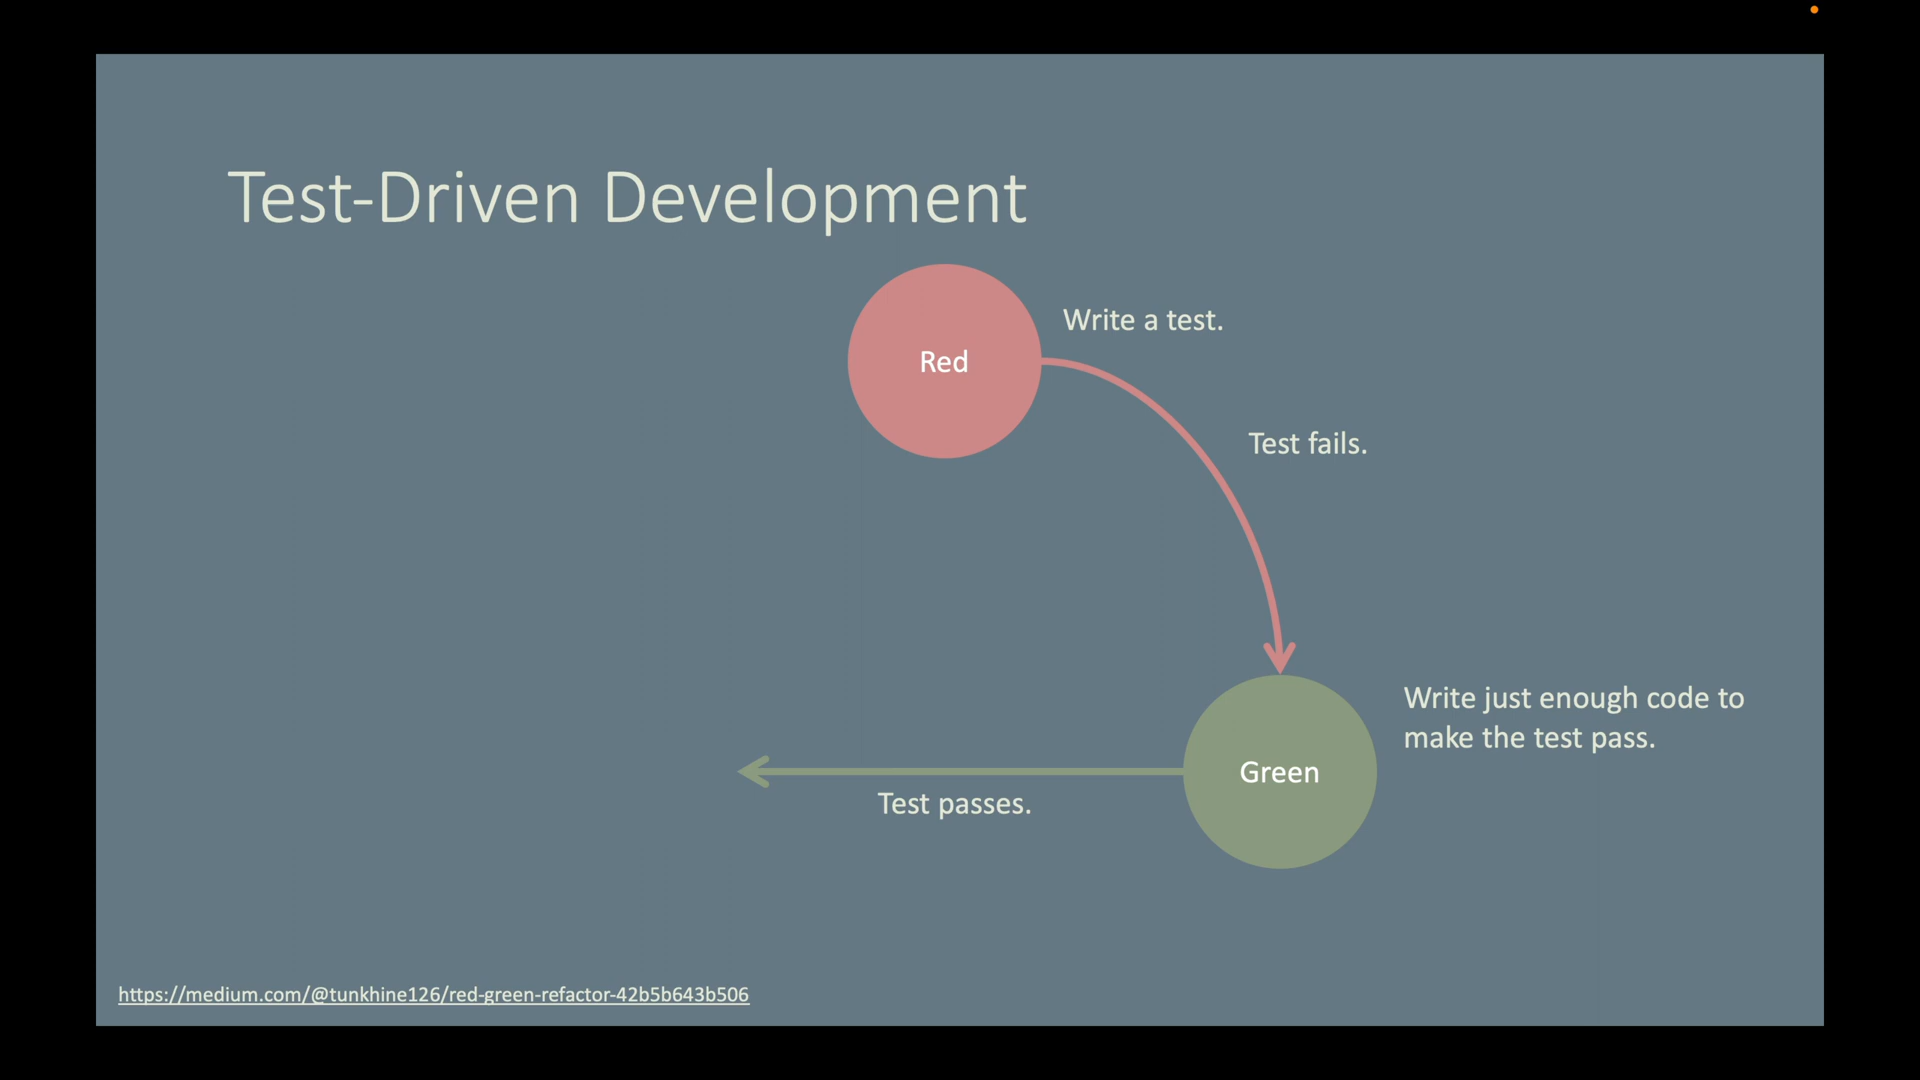 Test-Driven Development
Write a test.
Red
Test fails.
Write just enough code to
make the test pass.
Green
Test passes.
https://medium.com/@tunkhine126/red-green-refactor-42b5b643b506